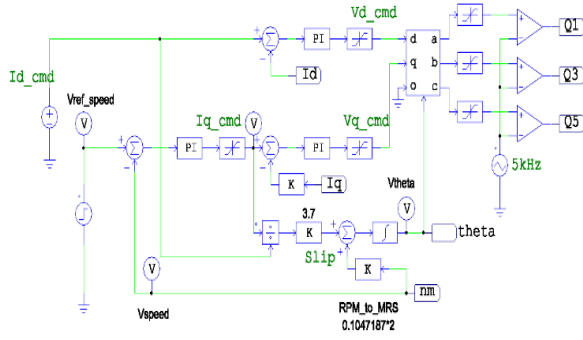 Vd_cmd
Q1
PI
d
a
Id_cmd
Id
q
b
Q3
Vref_speed
o
c
V
Iq_cmd
V
Vq_cmd
Q5
PI
PI
5kHz
K
Iq
Vtheta
3.7
V
K
theta
Slip
V
K
nm
Vspeed
RPM_to_MRS
0.1047187*2